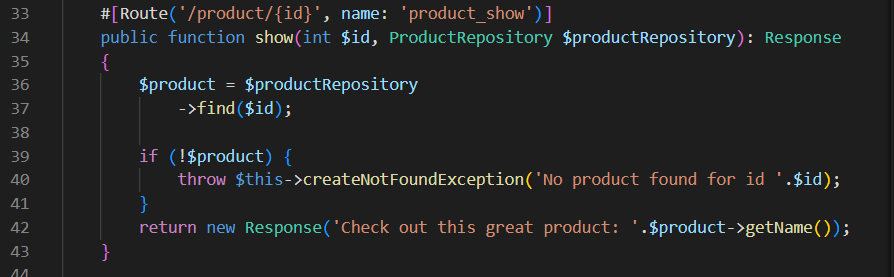 33 #[Route('/product/{id}', name: 'product_show')]
34 public function show(int $id, ProductRepository $productRepository): Response
35 {
36 $product = $productRepository
37 ->find($id);
38
39 if (!$product) {
40 throw $this->createNotFoundException('No product found for id '.$id);
41 }
42 return new Response('Check out this great product: '.$product->getName());
43 }
44